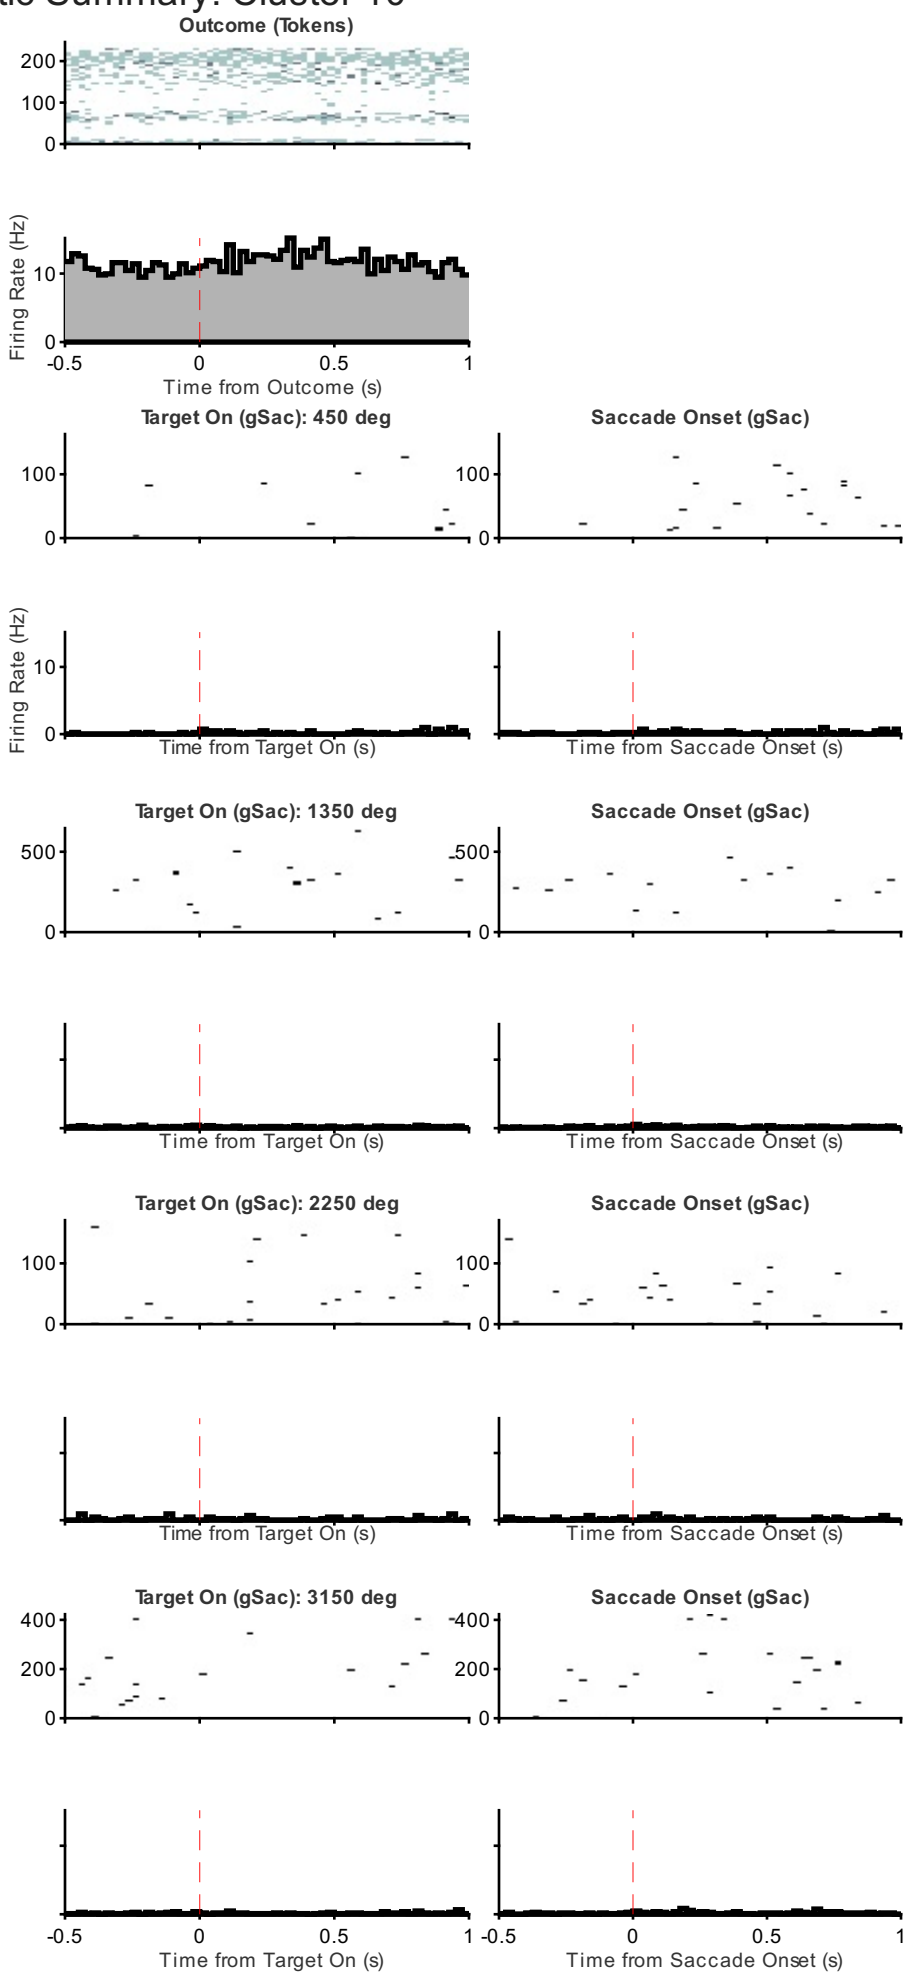 Summary: Cluster
Outcome (Tokens)
200
100
0
Firing Rate (Hz)
10
0
-0.5 0 0.5 1
Time from Outcome (s)
Target On (gSac): 450 deg Saccade Onset (gSac)
100 100
0 0
Firing Rate (Hz)
10
0
Time from Target On (s) Time from Saccade Onset (s)
Target On (gSac): 1350 deg Saccade Onset (gSac)
500 500
0 0
Time from Target On (s) Time from Saccade Onset (s)
Target On (gSac): 2250 deg Saccade Onset (gSac)
100 100
0 0
Time from Target On (s) Time from Saccade Onset (s)
Target On (gSac): 3150 deg Saccade Onset (gSac)
400 400
200 200
0 0
-0.5 0 0.5 1 -0.5 0 0.5 1
Time from Target On (s) Time from Saccade Onset (s)